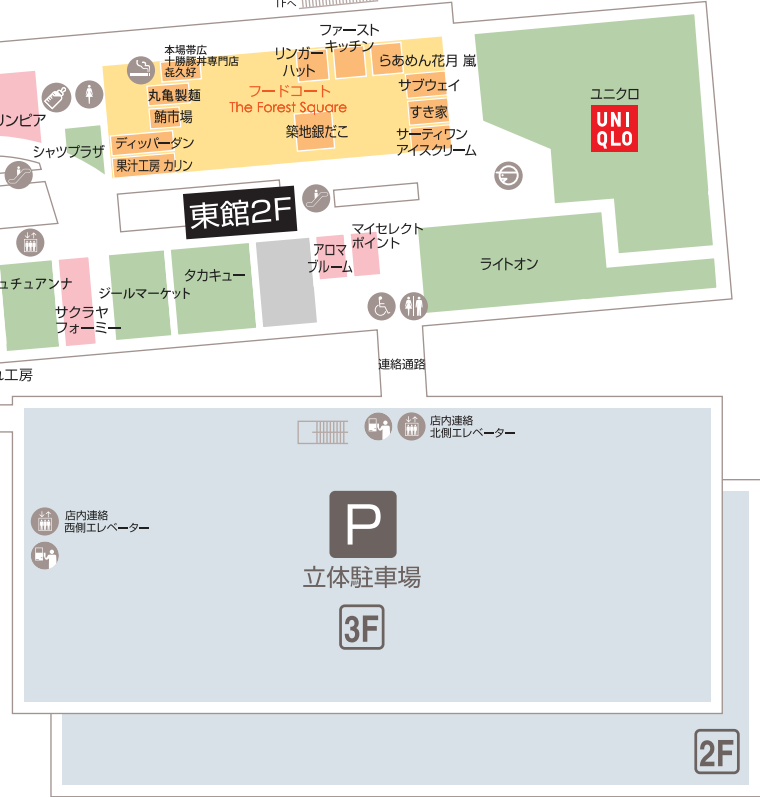 1Fへ
本場帯広
十勝豚丼専門店
㐂久好
リンガー
ハット
ファースト
キッチン
らあめん花月 嵐
フードコート
The Forest Square
サブウェイ
丸亀製麺
鮪市場
すき家
築地銀だこ
サーティワン
アイスクリーム
ディッパーダン
果汁工房 カリン
ユニクロ
UNI
QLO
リンピア
シャツプラザ
東館2F
マイセレクト
ポイント
アロマ
ブルーム
ライトオン
タカキュー
ジールマーケット
チュチュアンナ
サクラヤ
フォーミー
連絡通路
れ工房
店内連絡
北側エレベーター
店内連絡
西側エレベーター
P
立体駐車場
3F
2F